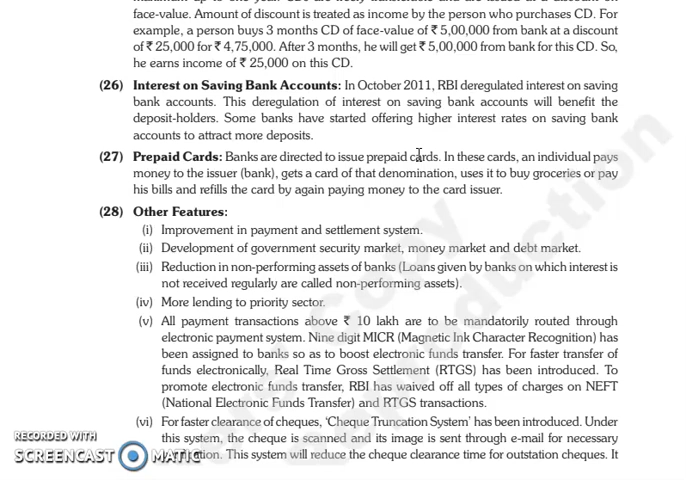 face-value. Amount of discount is treated as income by the person who purchases CD. For
example, a person buys 3 months CD of face-value of ₹ 5,00,000 from bank at a discount
of ₹ 25,000 for ₹ 4,75,000. After 3 months, he will get ₹ 5,00,000 from bank for this CD. So,
he earns income of ₹ 25,000 on this CD.
(26) Interest on Saving Bank Accounts: In October 2011, RBI deregulated interest on saving
bank accounts. This deregulation of interest on saving bank accounts will benefit the
deposit-holders. Some banks have started offering higher interest rates on saving bank
accounts to attract more deposits.
(27) Prepaid Cards: Banks are directed to issue prepaid cards. In these cards, an individual pays
money to the issuer (bank), gets a card of that denomination, uses it to buy groceries or pay
his bills and refills the card by again paying money to the card issuer.
(28) Other Features:
(i) Improvement in payment and settlement system.
(ii) Development of government security market, money market and debt market.
(iii) Reduction in non-performing assets of banks (Loans given by banks on which interest is
not received regularly are called non-performing assets).
(iv) More lending to priority sector.
(v) All payment transactions above ₹ 10 lakh are to be mandatorily routed through
electronic payment system. Nine digit MICR (Magnetic Ink Character Recognition) has
been assigned to banks so as to boost electronic funds transfer. For faster transfer of
funds electronically, Real Time Gross Settlement (RTGS) has been introduced. To
promote electronic funds transfer, RBI has waived off all types of charges on NEFT
(National Electronic Funds Transfer) and RTGS transactions.
(vi) For faster clearance of cheques, 'Cheque Truncation System' has been introduced. Under
this system, the cheque is scanned and its image is sent through e-mail for necessary
This system will reduce the cheque clearance time for outstation cheques. It
RECORDED WITH
SCREENCAST MATIC